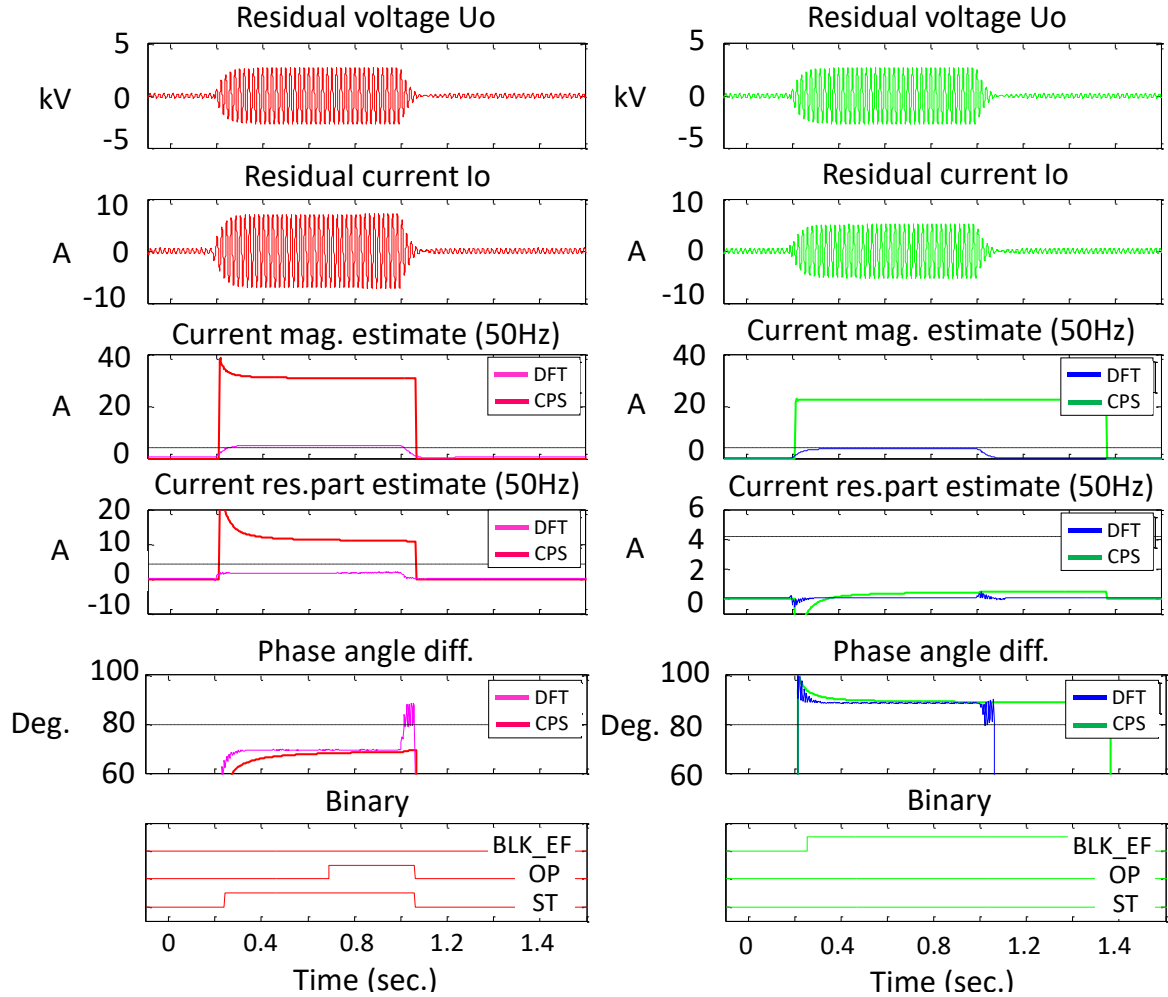 Residual voltage Uo
5
kV
0
-5
Residual current Io
10
A
0
-10
Current mag. estimate (50Hz)
40
DFT
A
20
CPS
0
Current res.part estimate (50Hz)
20
DFT
A
10
CPS
0
-10
Phase angle diff.
100
DFT
Deg.
80
CPS
60
Binary
BLK_EF
OP
ST
0 0.4 0.8 1.2 1.4
Time (sec.)
Residual voltage Uo
5
kV
0
-5
Residual current Io
10
A
0
-10
Current mag. estimate (50Hz)
40
DFT
A
20
CPS
0
Current res.part estimate (50Hz)
6
DFT
A
4
CPS
2
0
Phase angle diff.
100
DFT
Deg.
80
CPS
60
Binary
BLK_EF
OP
ST
0 0.4 0.8 1.2 1.4
Time (sec.)